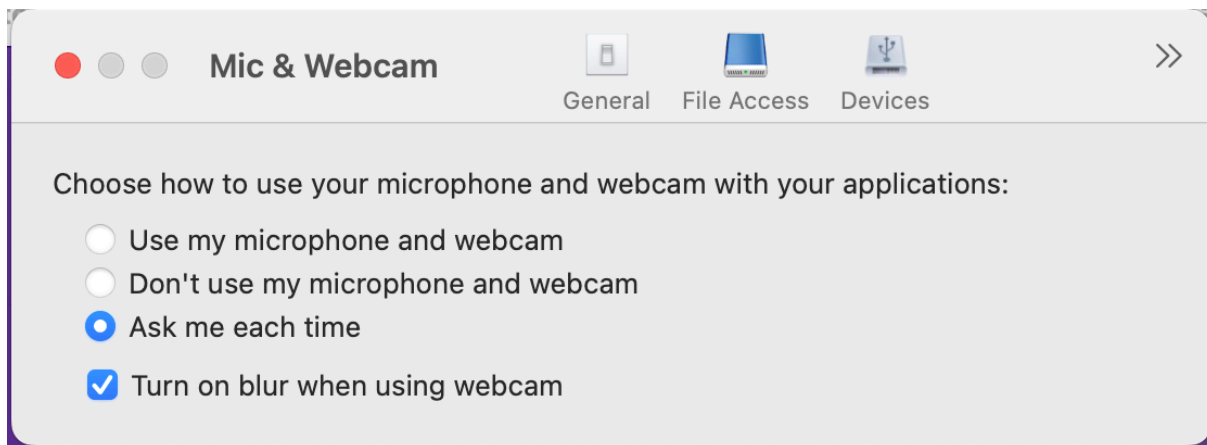 Mic & Webcam
General File Access Devices
Choose how to use your microphone and webcam with your applications:
Use my microphone and webcam
Don't use my microphone and webcam
Ask me each time
Turn on blur when using webcam